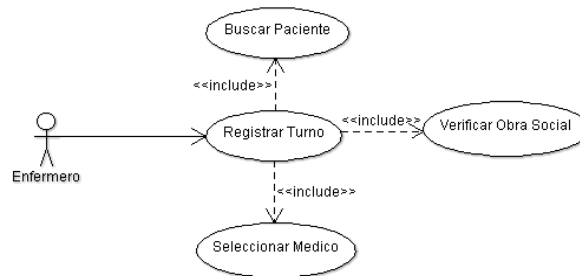 Buscar Paciente
<<include>>
<<include>>
Registrar Turno
Verificar Obra Social
Enfermero
<<include>>
Seleccionar Medico